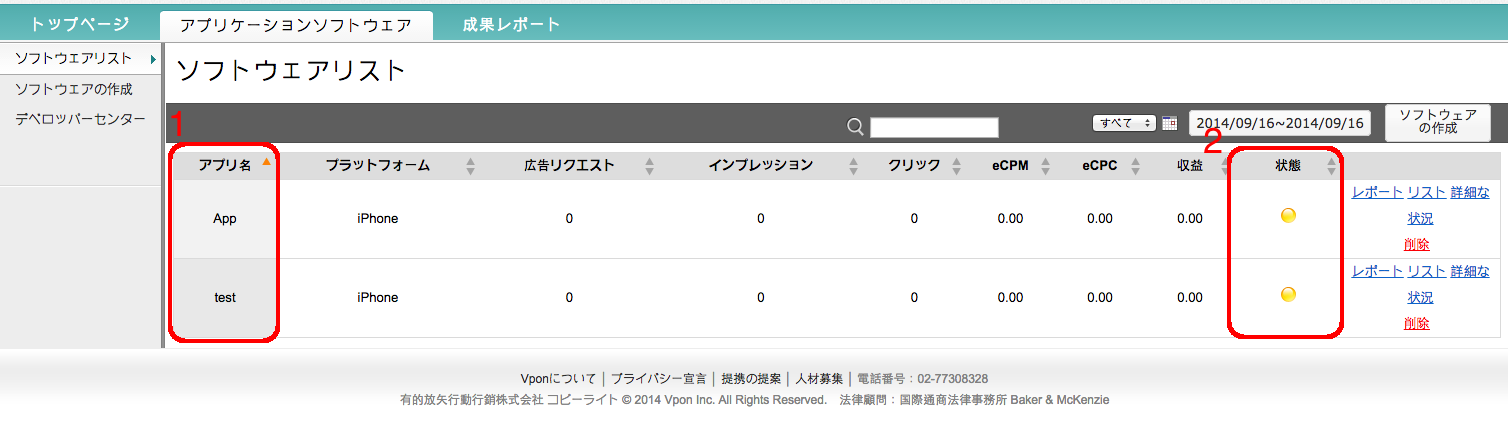 トップページ アプリケーションソフトウェア 成果レポート
ソフトウェアリスト
ソフトウェアの作成
デベロッパーセンター
ソフトウェアリスト
1
すべて 2014/09/16~2014/09/16 ソフトウェア
の作成
2
アプリ名 プラットフォーム 広告リクエスト インプレッション クリック eCPM eCPC 収益 状態
App iPhone 0 0 0 0.00 0.00 0.00 レポート リスト 詳細な
状況
削除
test iPhone 0 0 0 0.00 0.00 0.00 レポート リスト 詳細な
状況
削除
Vponについて | プライバシー宣言 | 提携の提案 | 人材募集 | 電話番号：02-77308328
有的放矢行動行銷株式会社 コピーライト © 2014 Vpon Inc. All Rights Reserved. 法律顧問：国際通商法律事務所 Baker & McKenzie